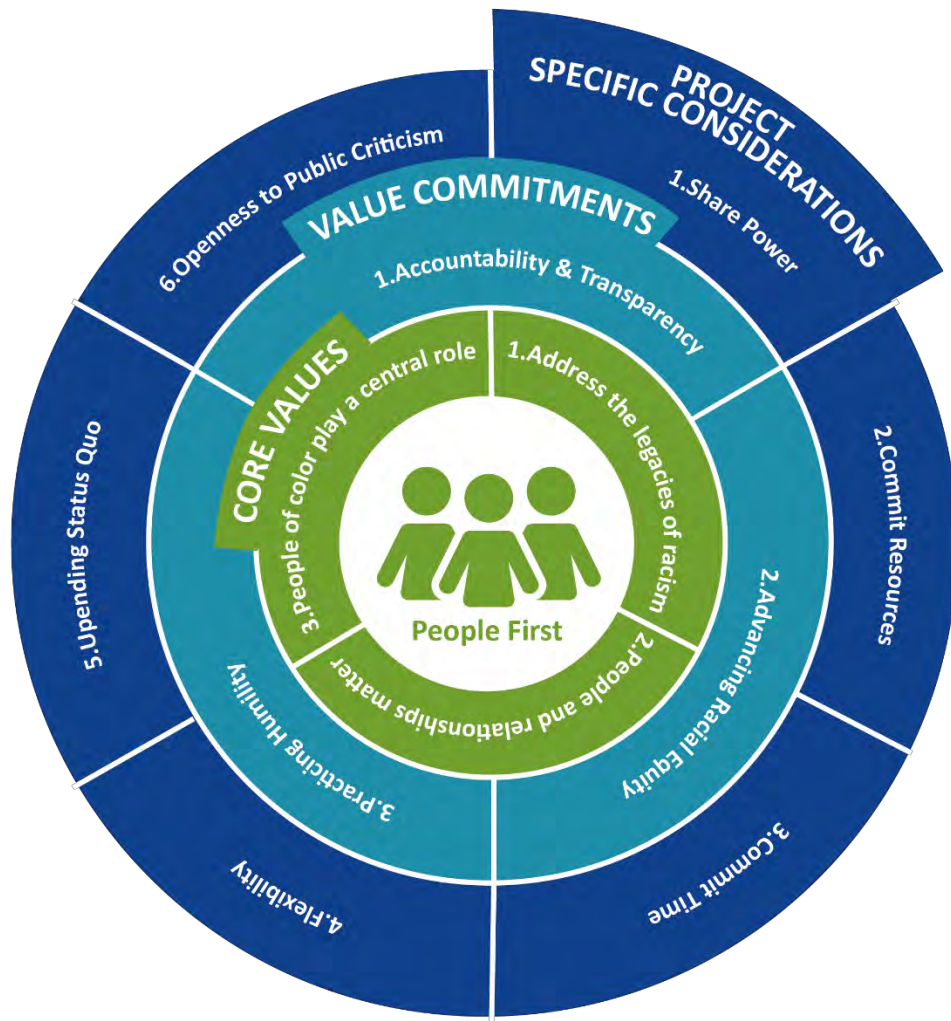 PROJECT
SPECIFIC CONSIDERATIONS
1.Share Power
2.Commit Resources
3.Commit Time
4.Flexibility
5.Upending Status Quo
6.Openness to Public Criticism
VALUE COMMITMENTS
1.Accountability & Transparency
2.Advancing Racial Equity
3.Practicing Humility
CORE VALUES
1.Address the legacies of racism
2.People and relationships matter
3.People of color play a central role
People First